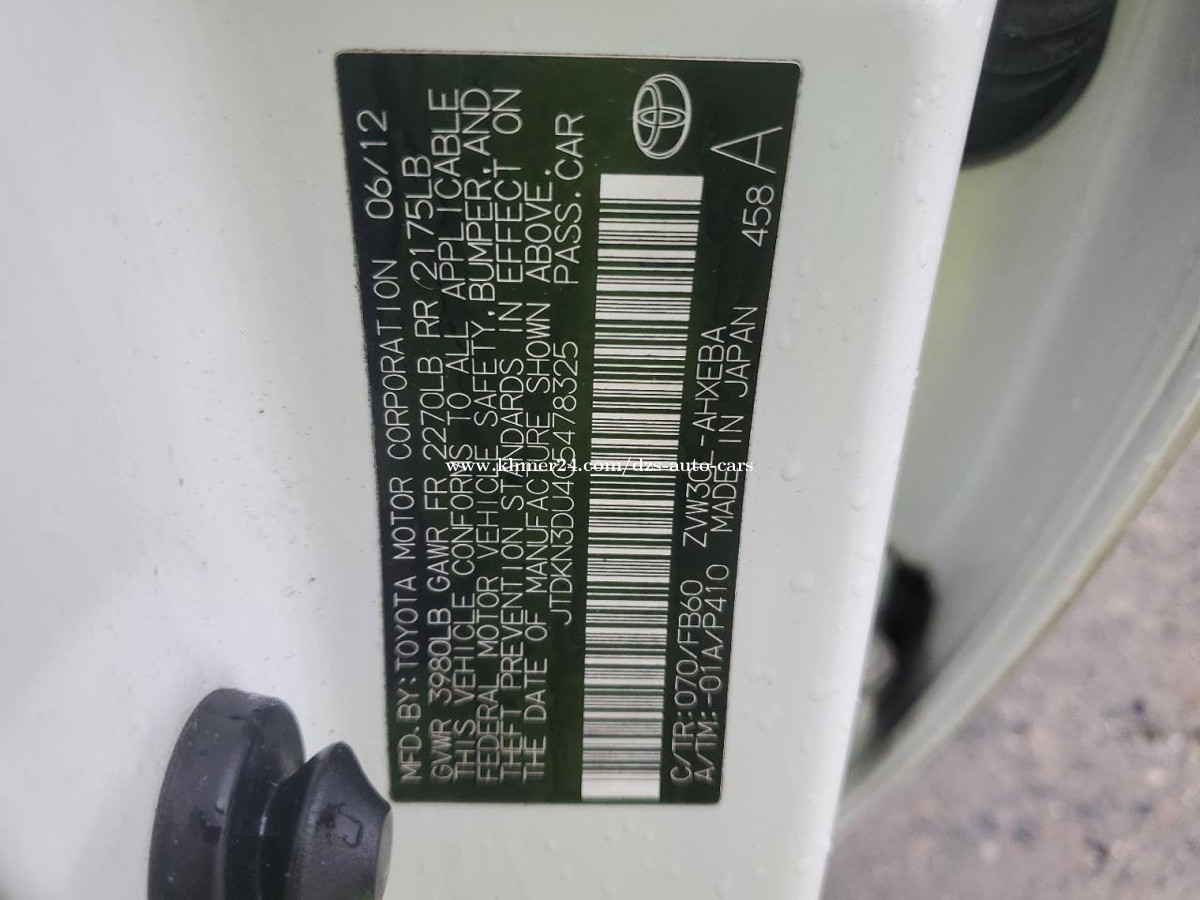 MFD.BY:TOYOTA MOTOR CORPORATION 06/12
GVWR 3980LB GAWR FR 2270LB RR 2175LB
THIS VEHICLE CONFORMS TO ALL APPLICABLE
FEDERAL MOTOR VEHICLE SAFETY,BUMPER,AND
THEFT PREVENTION STANDARDS IN EFFECT ON
THE DATE OF MANUFACTURE SHOWN ABOVE.
JTDKN3DU4C5478325 PASS.CAR
C/TR:070/FB60 ZVW30L-AHXEBA
A/TM:-01A/P410 MADE IN JAPAN
458 A
www.khmer24.com/dzs-auto-cars